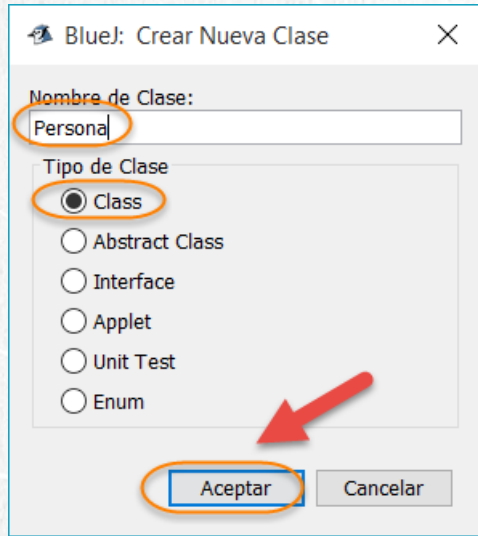 BlueJ: Crear Nueva Clase
Nombre de Clase:
Persona
Tipo de Clase
Class
Abstract Class
Interface
Applet
Unit Test
Enum
Aceptar Cancelar